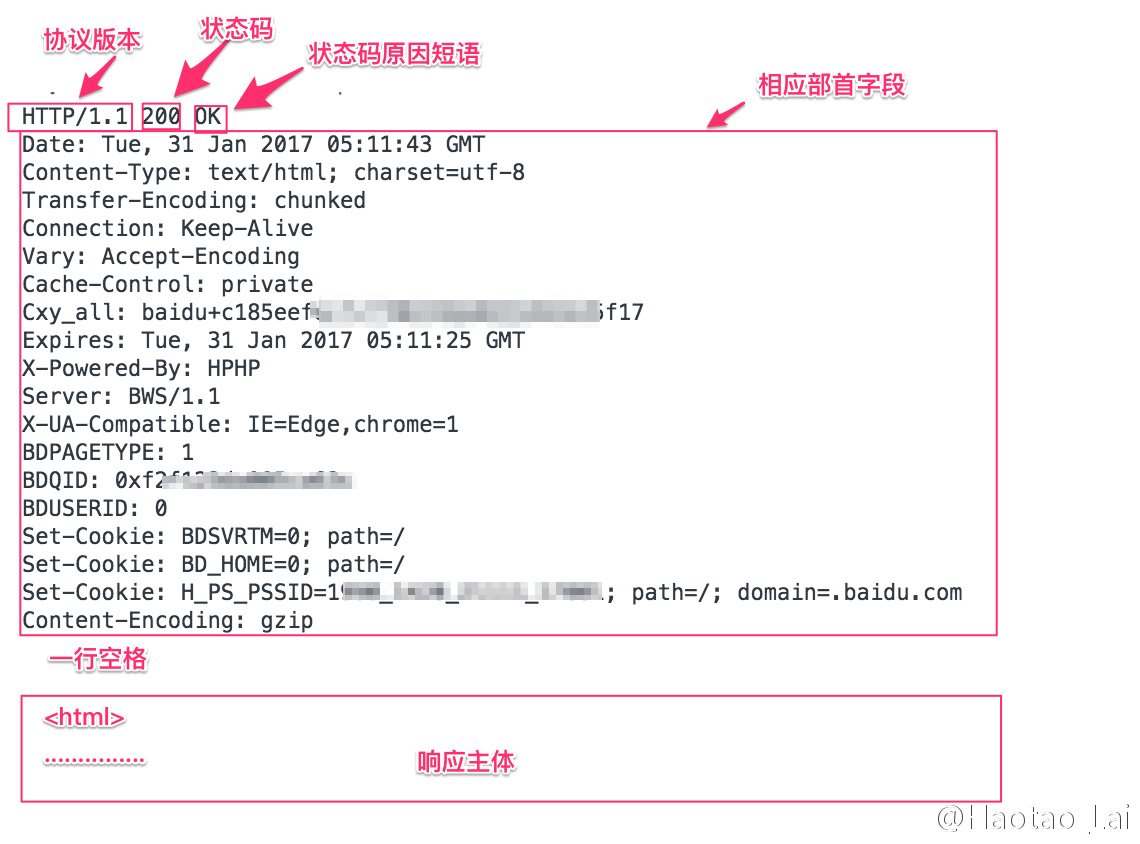 协议版本
状态码
状态码原因短语
相应部首字段
HTTP/1.1 200 OK
Date: Tue, 31 Jan 2017 05:11:43 GMT
Content-Type: text/html; charset=utf-8
Transfer-Encoding: chunked
Connection: Keep-Alive
Vary: Accept-Encoding
Cache-Control: private
Cxy_all: baidu+c185eef 5f17
Expires: Tue, 31 Jan 2017 05:11:25 GMT
X-Powered-By: HPHP
Server: BWS/1.1
X-UA-Compatible: IE=Edge,chrome=1
BDPAGETYPE: 1
BDQID: 0xf2
BDUSERID: 0
Set-Cookie: BDSVRTM=0; path=/
Set-Cookie: BD_HOME=0; path=/
Set-Cookie: H_PS_PSSID=1 ; path=/; domain=.baidu.com
Content-Encoding: gzip
一行空格
<html>
...............
响应主体
@Haotao_Lai